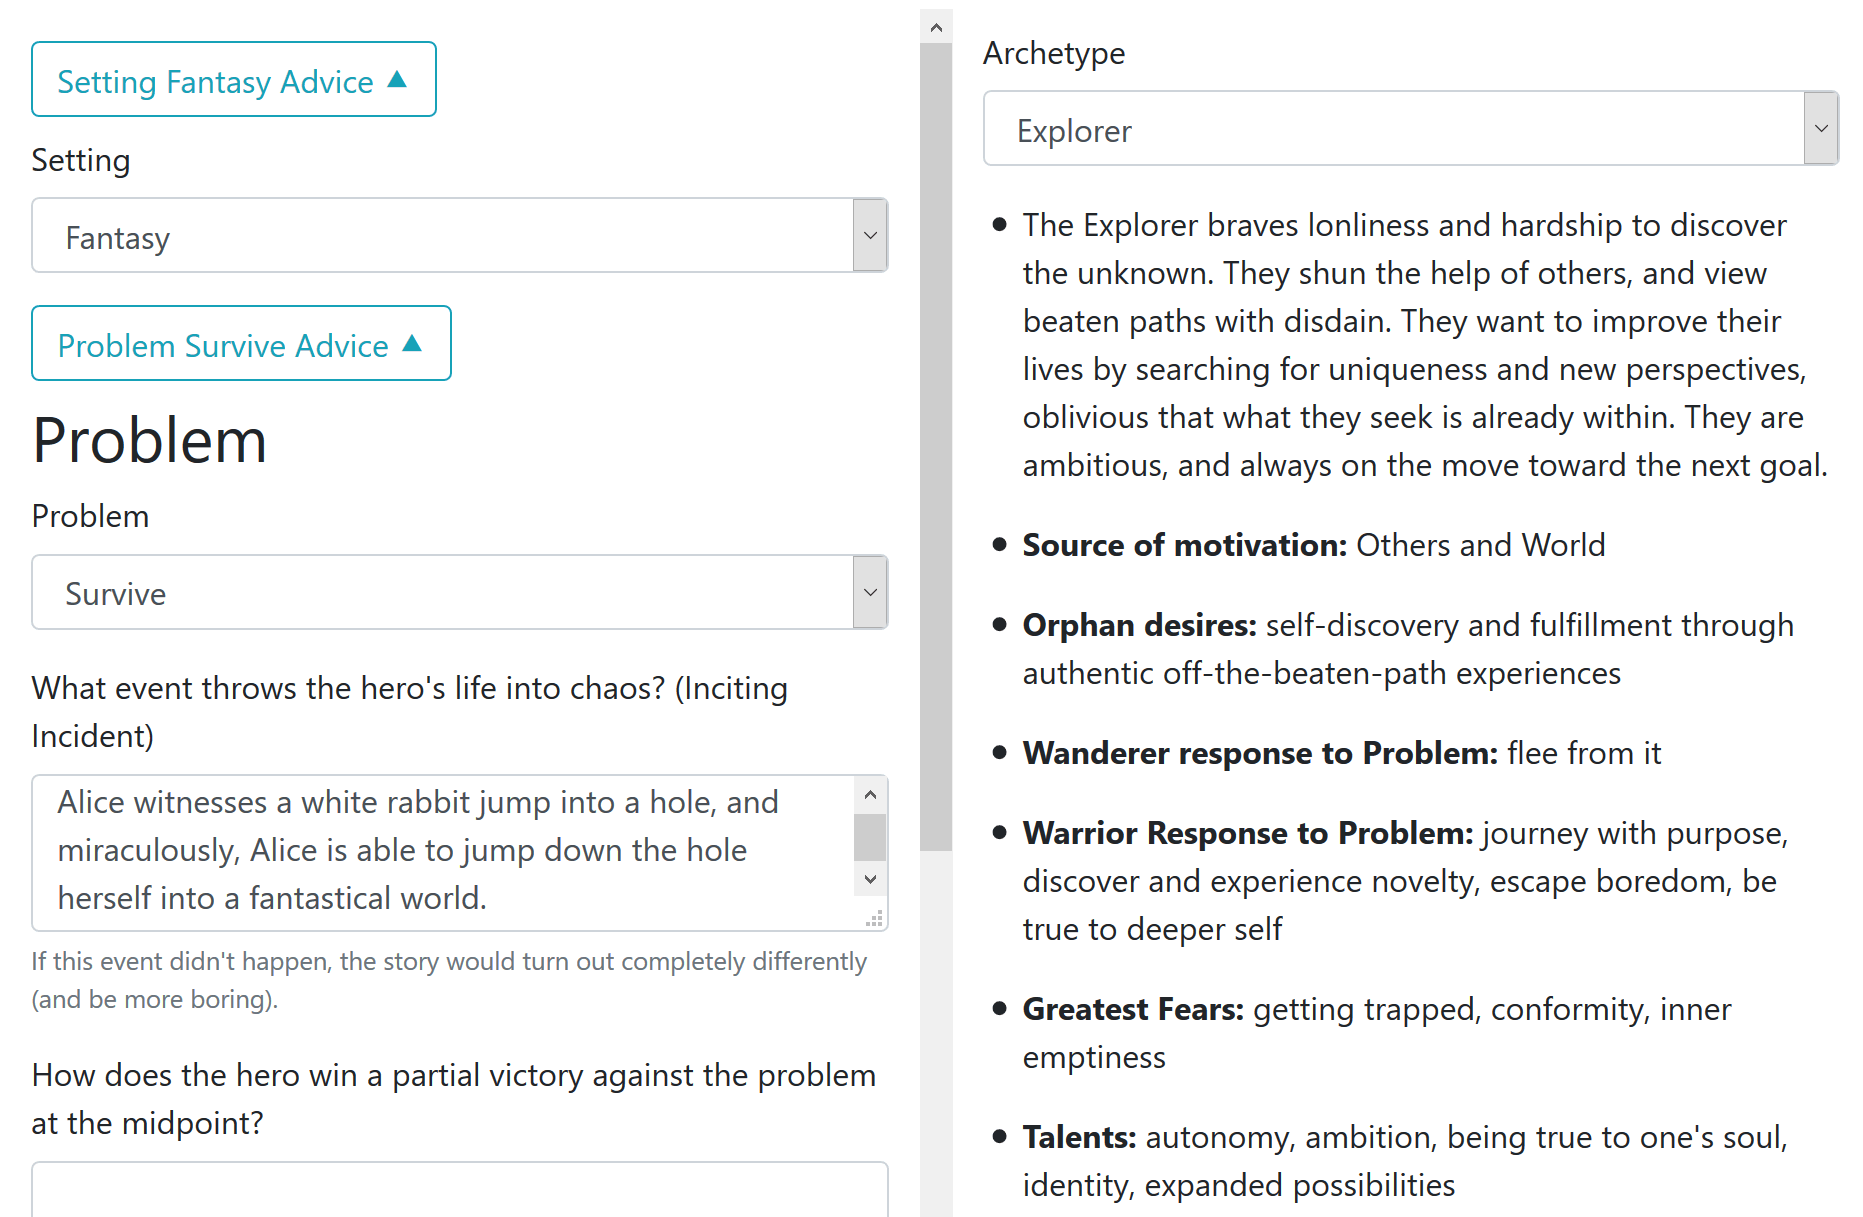 Setting Fantasy Advice ▲
Setting
Fantasy
Problem Survive Advice ▲
Problem
Problem
Survive
What event throws the hero's life into chaos? (Inciting
Incident)
Alice witnesses a white rabbit jump into a hole, and
miraculously, Alice is able to jump down the hole
herself into a fantastical world.
If this event didn't happen, the story would turn out completely differently
(and be more boring).
How does the hero win a partial victory against the problem
at the midpoint?
Archetype
Explorer
• The Explorer braves lonliness and hardship to discover
the unknown. They shun the help of others, and view
beaten paths with disdain. They want to improve their
lives by searching for uniqueness and new perspectives,
oblivious that what they seek is already within. They are
ambitious, and always on the move toward the next goal.
• Source of motivation: Others and World
• Orphan desires: self-discovery and fulfillment through
authentic off-the-beaten-path experiences
• Wanderer response to Problem: flee from it
• Warrior Response to Problem: journey with purpose,
discover and experience novelty, escape boredom, be
true to deeper self
• Greatest Fears: getting trapped, conformity, inner
emptiness
• Talents: autonomy, ambition, being true to one's soul,
identity, expanded possibilities